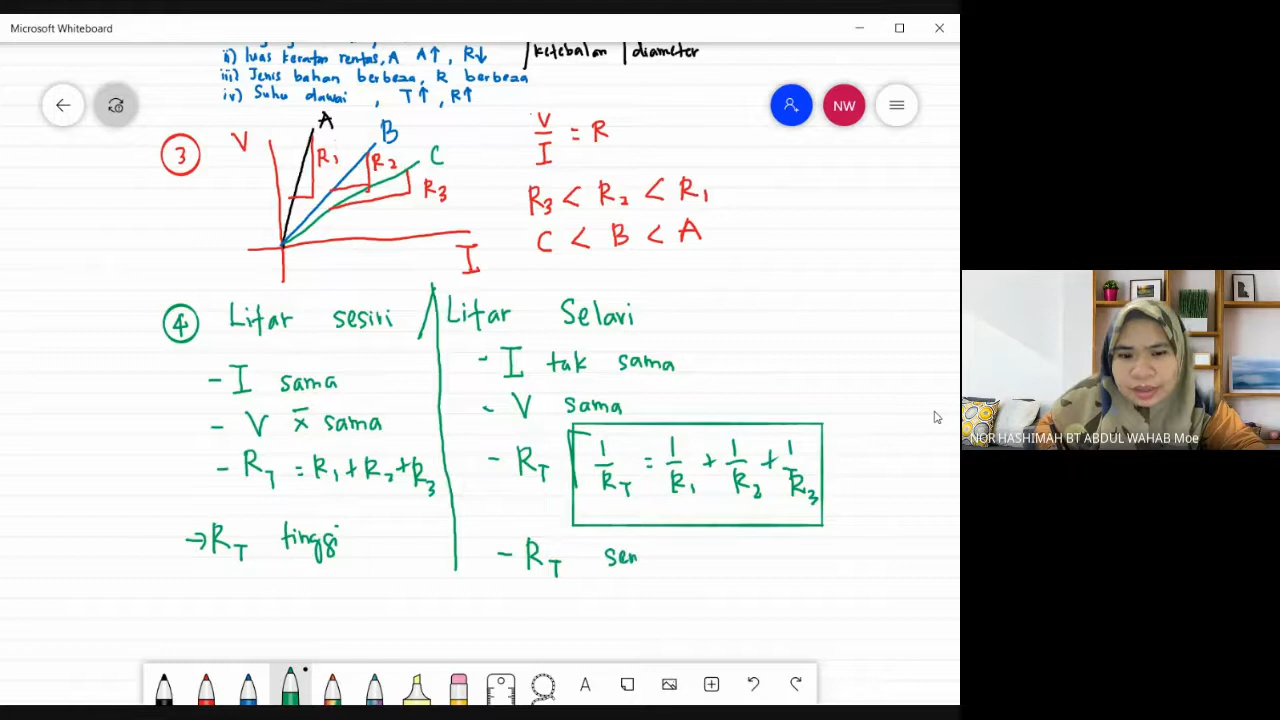 Microsoft Whiteboard
ii) luas keratan rentas, A A↑, R↓ ketebalan diameter
iii) Jenis bahan berbeza, R berbeza
iv) Suhu dawai, T↑, R↑
NW
③ V A B C R1 R2 R3 I
V/I = R
R3 < R2 < R1
C < B < A
④ Litar sesiri / Litar Selari
- I sama
- V x̄ sama
- RT = R1 + R2 + R3
→ RT tinggi
- I tak sama
- V sama
- RT 1/RT = 1/R1 + 1/R2 + 1/R3
- RT ser
NOR HASHIMAH BT ABDUL WAHAB Moe
A